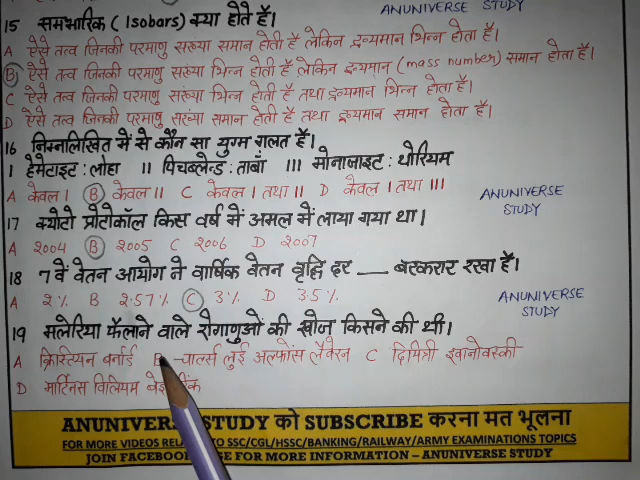 ANUNIVERSE STUDY
15 समभारिक (Isobars) क्या होते है।
A ऐसे तत्व जिनकी परमाणु संख्या समान होती है लेकिन द्रव्यमान भिन्न होता है।
B ऐसे तत्व जिनकी परमाणु संख्या भिन्न होती है लेकिन द्रव्यमान (mass number) समान होता है।
C ऐसे तत्व जिनकी परमाणु संख्या भिन्न होती है तथा द्रव्यमान भिन्न होता है।
D ऐसे तत्व जिनकी परमाणु संख्या समान होती है तथा द्रव्यमान समान होता है।
16 निम्नलिखित में से कौन सा युग्म ग़लत है।
I हेमेटाइट : लोहा II पिचब्लेन्ड : ताबाँ III मोनाजाइट : थोरियम
A केवल I B केवल II C केवल I तथा II D केवल I तथा III
ANUNIVERSE STUDY
17 क्योटो प्रोटोकॉल किस वर्ष में अमल में लाया गया था।
A 2004 B 2005 C 2006 D 2007
18 7 वें वेतन आयोग ने वार्षिक वेतन वृद्धि दर ___ बरकरार रखा है।
A 2% B 2.57% C 3% D 3.5%
ANUNIVERSE STUDY
19 मलेरिया फैलाने वाले रोगाणुओं की खोज किसने की थी।
A क्रिस्टियन बर्नार्ड B चार्ल्स लुई अल्फोंस लैवेरन C दिमित्री इवानोवस्की
D मार्टिनस विलियम
ANUNIVERSE STUDY को SUBSCRIBE करना मत भूलना
FOR MORE VIDEOS TO SSC/CGL/HSSC/BANKING/RAILWAY/ARMY EXAMINATIONS TOPICS
JOIN FACEBOOK FOR MORE INFORMATION – ANUNIVERSE STUDY